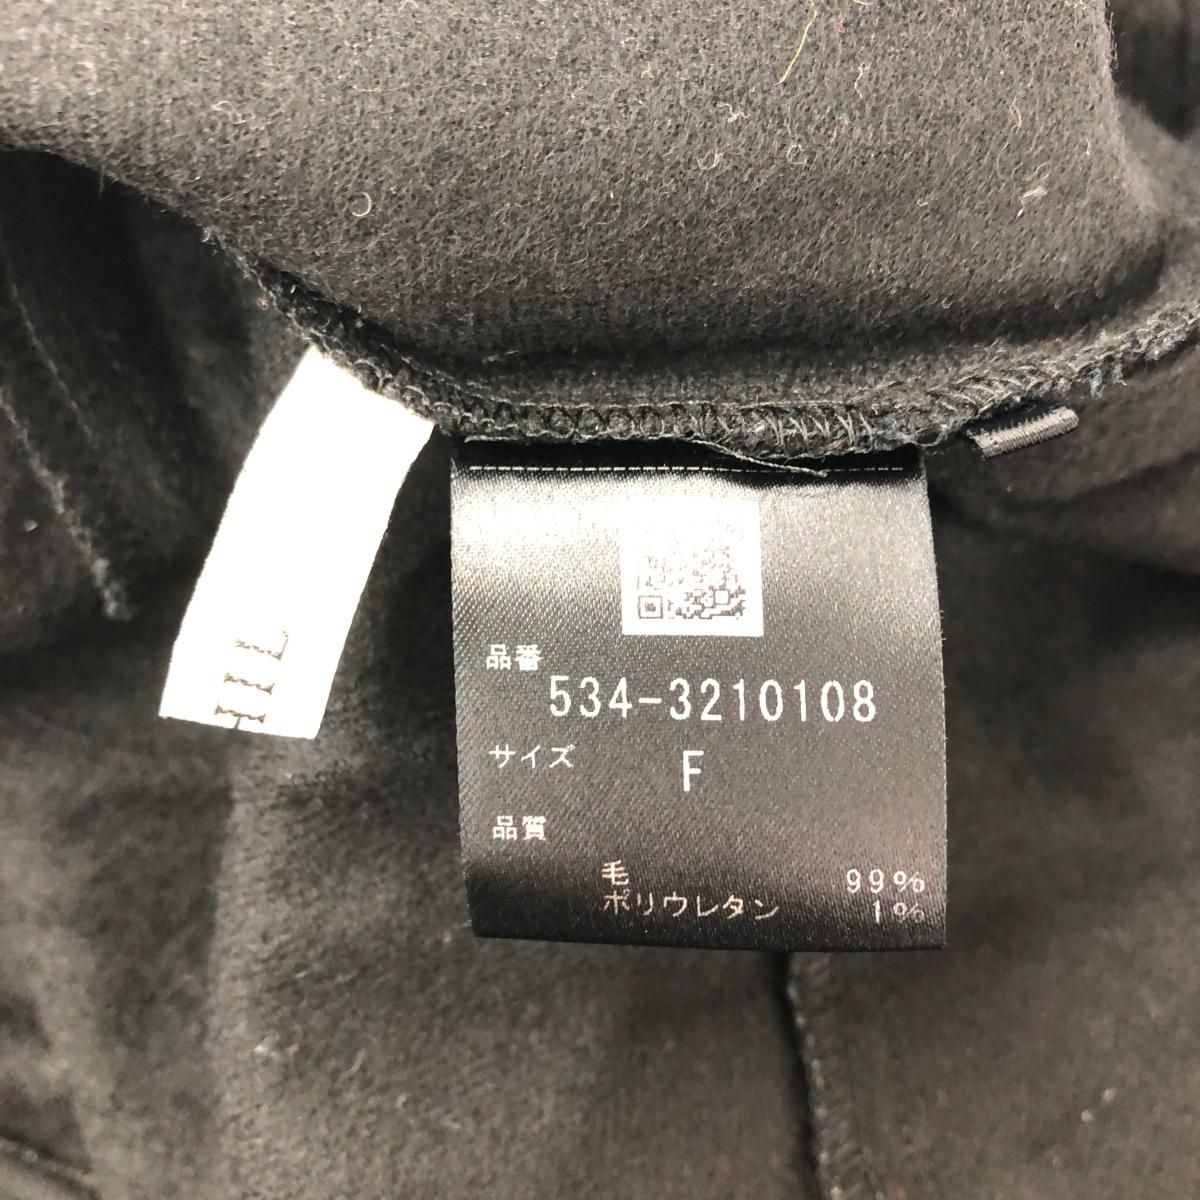 品番
534-3210108
サイズ F
品質
毛 99%
ポリウレタン 1%